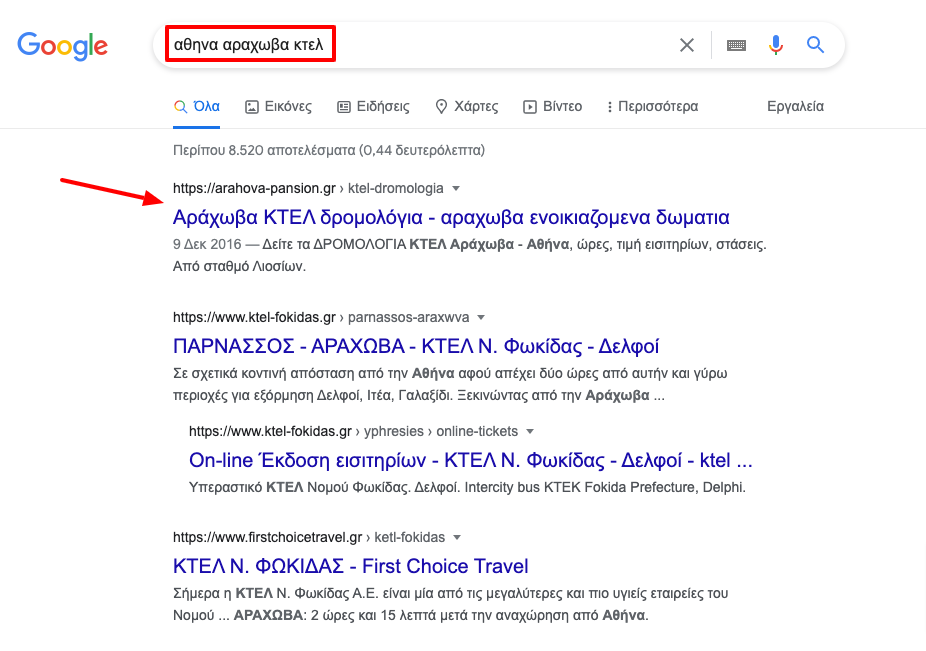 Google
αθηνα αραχωβα κτελ
Όλα Εικόνες Ειδήσεις Χάρτες Βίντεο Περισσότερα Εργαλεία
Περίπου 8.520 αποτελέσματα (0,44 δευτερόλεπτα)
https://arahova-pansion.gr › ktel-dromologia
Αράχωβα ΚΤΕΛ δρομολόγια - αραχωβα ενοικιαζομενα δωματια
9 Δεκ 2016 — Δείτε τα ΔΡΟΜΟΛΟΓΙΑ ΚΤΕΛ Αράχωβα - Αθήνα, ώρες, τιμή εισιτηρίων, στάσεις.
Από σταθμό Λιοσίων.
https://www.ktel-fokidas.gr › parnassos-araxwva
ΠΑΡΝΑΣΣΟΣ - ΑΡΑΧΩΒΑ - ΚΤΕΛ Ν. Φωκίδας - Δελφοί
Σε σχετικά κοντινή απόσταση από την Αθήνα αφού απέχει δύο ώρες από αυτήν και γύρω
περιοχές για εξόρμηση Δελφοί, Ιτέα, Γαλαξίδι. Ξεκινώντας από την Αράχωβα ...
https://www.ktel-fokidas.gr › yphresies › online-tickets
On-line Έκδοση εισιτηρίων - ΚΤΕΛ Ν. Φωκίδας - Δελφοί - ktel ...
Υπεραστικό ΚΤΕΛ Νομού Φωκίδας. Δελφοί. Intercity bus KTEK Fokida Prefecture, Delphi.
https://www.firstchoicetravel.gr › ketl-fokidas
ΚΤΕΛ Ν. ΦΩΚΙΔΑΣ - First Choice Travel
Σήμερα η ΚΤΕΛ Ν. Φωκίδας Α.Ε. είναι μία από τις μεγαλύτερες και πιο υγιείς εταιρείες του
Νομού ... ΑΡΑΧΩΒΑ: 2 ώρες και 15 λεπτά μετά την αναχώρηση από Αθήνα.